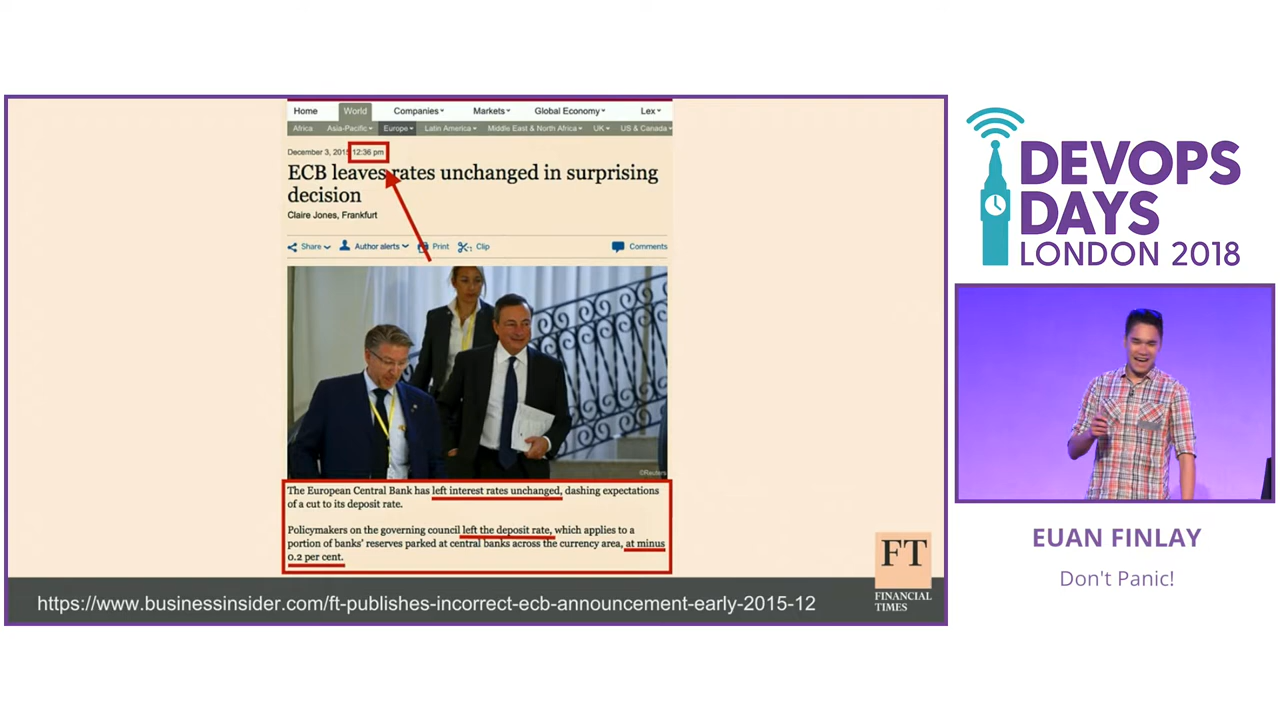 Home World Companies Markets Global Economy Lex
Africa Asia-Pacific Europe Latin America Middle East & North Africa UK US & Canada
December 3, 2015 12:36 pm
ECB leaves rates unchanged in surprising
decision
Claire Jones, Frankfurt
Share Author alerts Print Clip Comments
©Reuters
The European Central Bank has left interest rates unchanged, dashing expectations
of a cut to its deposit rate.
Policymakers on the governing council left the deposit rate, which applies to a
portion of banks' reserves parked at central banks across the currency area, at minus
0.2 per cent.
FT
FINANCIAL
TIMES
https://www.businessinsider.com/ft-publishes-incorrect-ecb-announcement-early-2015-12
DEVOPS
DAYS
LONDON 2018
EUAN FINLAY
Don't Panic!